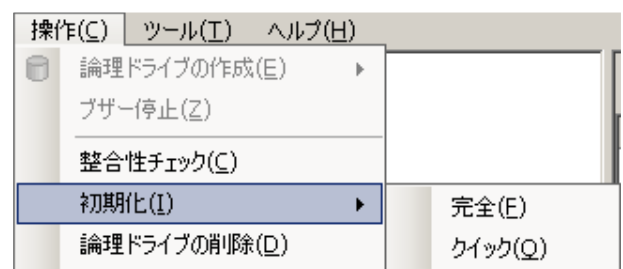 操作(C) ツール(T) ヘルプ(H)
論理ドライブの作成(E)
ブザー停止(Z)
整合性チェック(C)
初期化(I)
完全(F)
論理ドライブの削除(D)
クイック(Q)